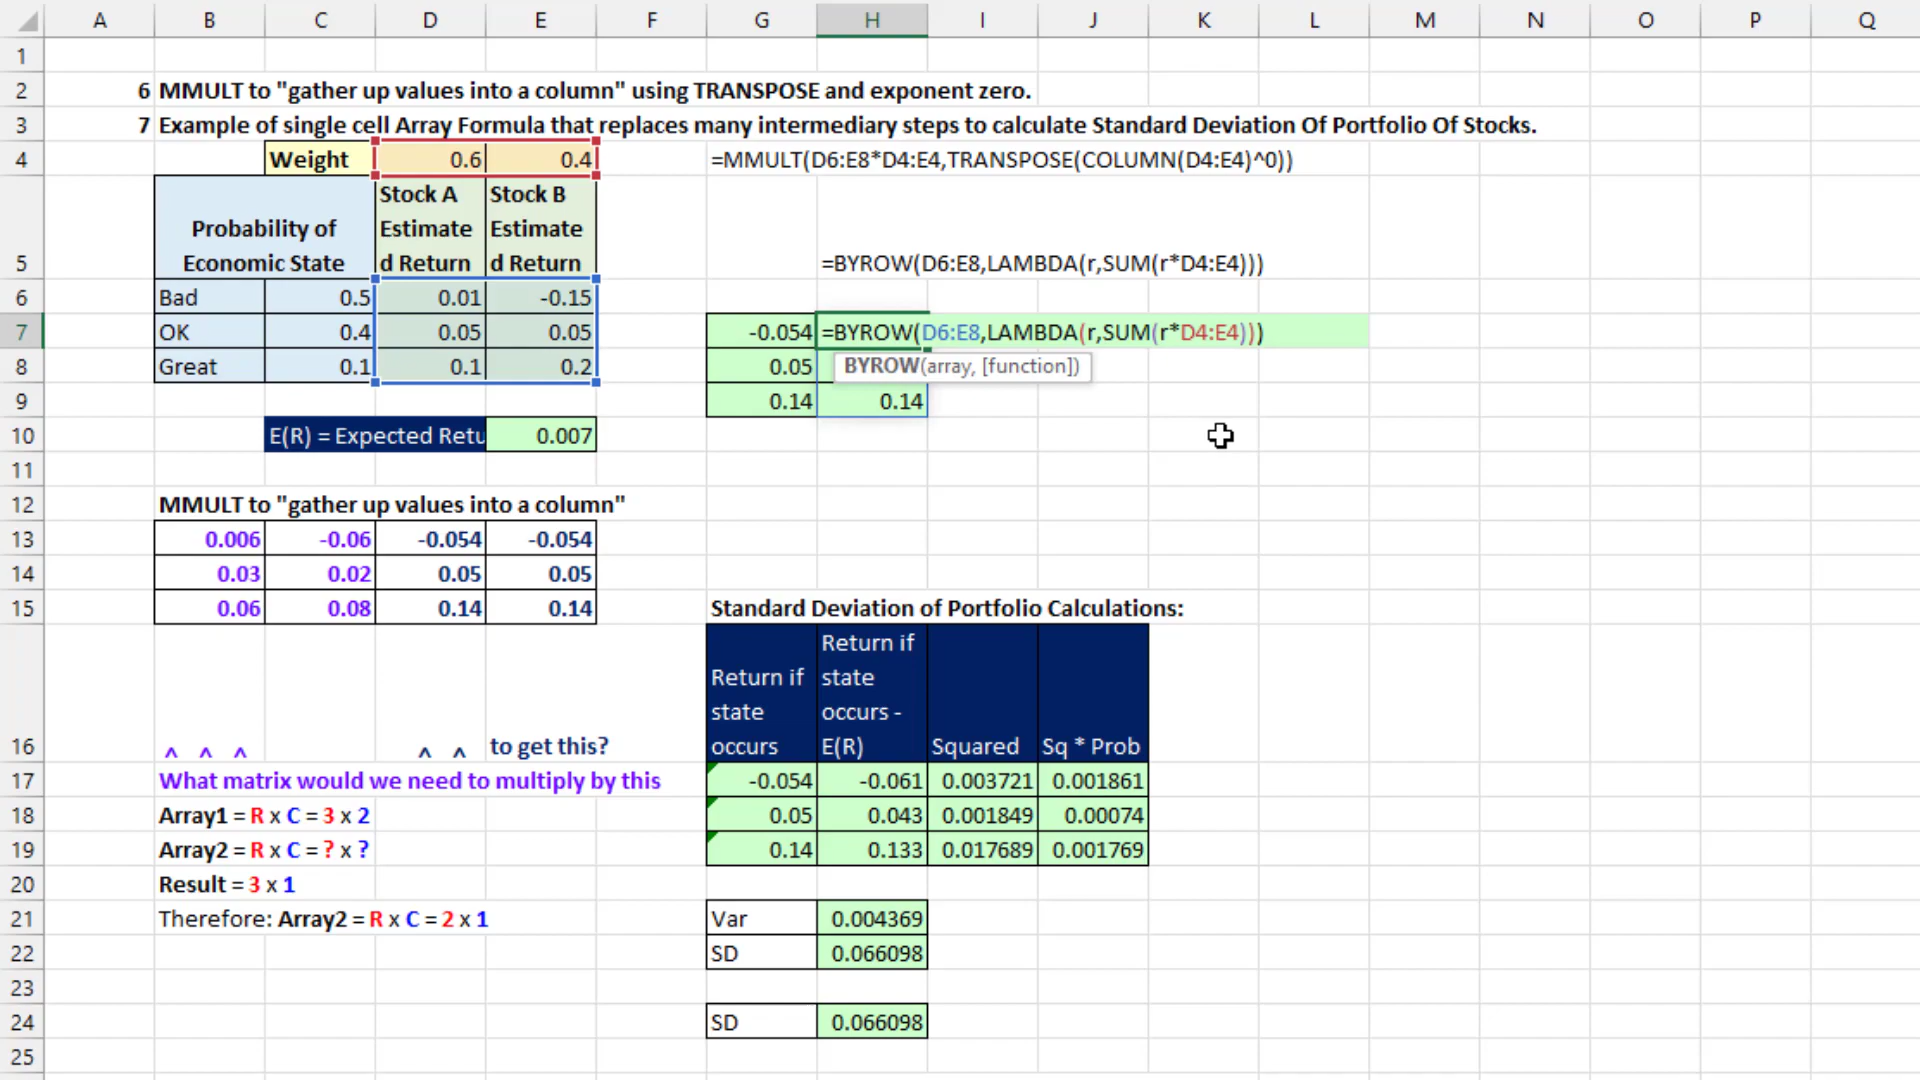 A B C D E F G H I J K L M N O P Q
1
2 6 MMULT to "gather up values into a column" using TRANSPOSE and exponent zero.
3 7 Example of single cell Array Formula that replaces many intermediary steps to calculate Standard Deviation Of Portfolio Of Stocks.
4 Weight 0.6 0.4 =MMULT(D6:E8*D4:E4,TRANSPOSE(COLUMN(D4:E4)^0))
Stock A Stock B
Probability of Estimate Estimate
5 Economic State d Return d Return =BYROW(D6:E8,LAMBDA(r,SUM(r*D4:E4)))
6 Bad 0.5 0.01 -0.15
7 OK 0.4 0.05 0.05 -0.054 =BYROW(D6:E8,LAMBDA(r,SUM(r*D4:E4)))
8 Great 0.1 0.1 0.2 0.05 BYROW(array, [function])
9 0.14 0.14
10 E(R) = Expected Retu 0.007
11
12 MMULT to "gather up values into a column"
13 0.006 -0.06 -0.054 -0.054
14 0.03 0.02 0.05 0.05
15 0.06 0.08 0.14 0.14 Standard Deviation of Portfolio Calculations:
Return if
Return if state
state occurs -
16 ^ ^ ^ ^ ^ to get this? occurs E(R) Squared Sq * Prob
17 What matrix would we need to multiply by this -0.054 -0.061 0.003721 0.001861
18 Array1 = R x C = 3 x 2 0.05 0.043 0.001849 0.00074
19 Array2 = R x C = ? x ? 0.14 0.133 0.017689 0.001769
20 Result = 3 x 1
21 Therefore: Array2 = R x C = 2 x 1 Var 0.004369
22 SD 0.066098
23
24 SD 0.066098
25